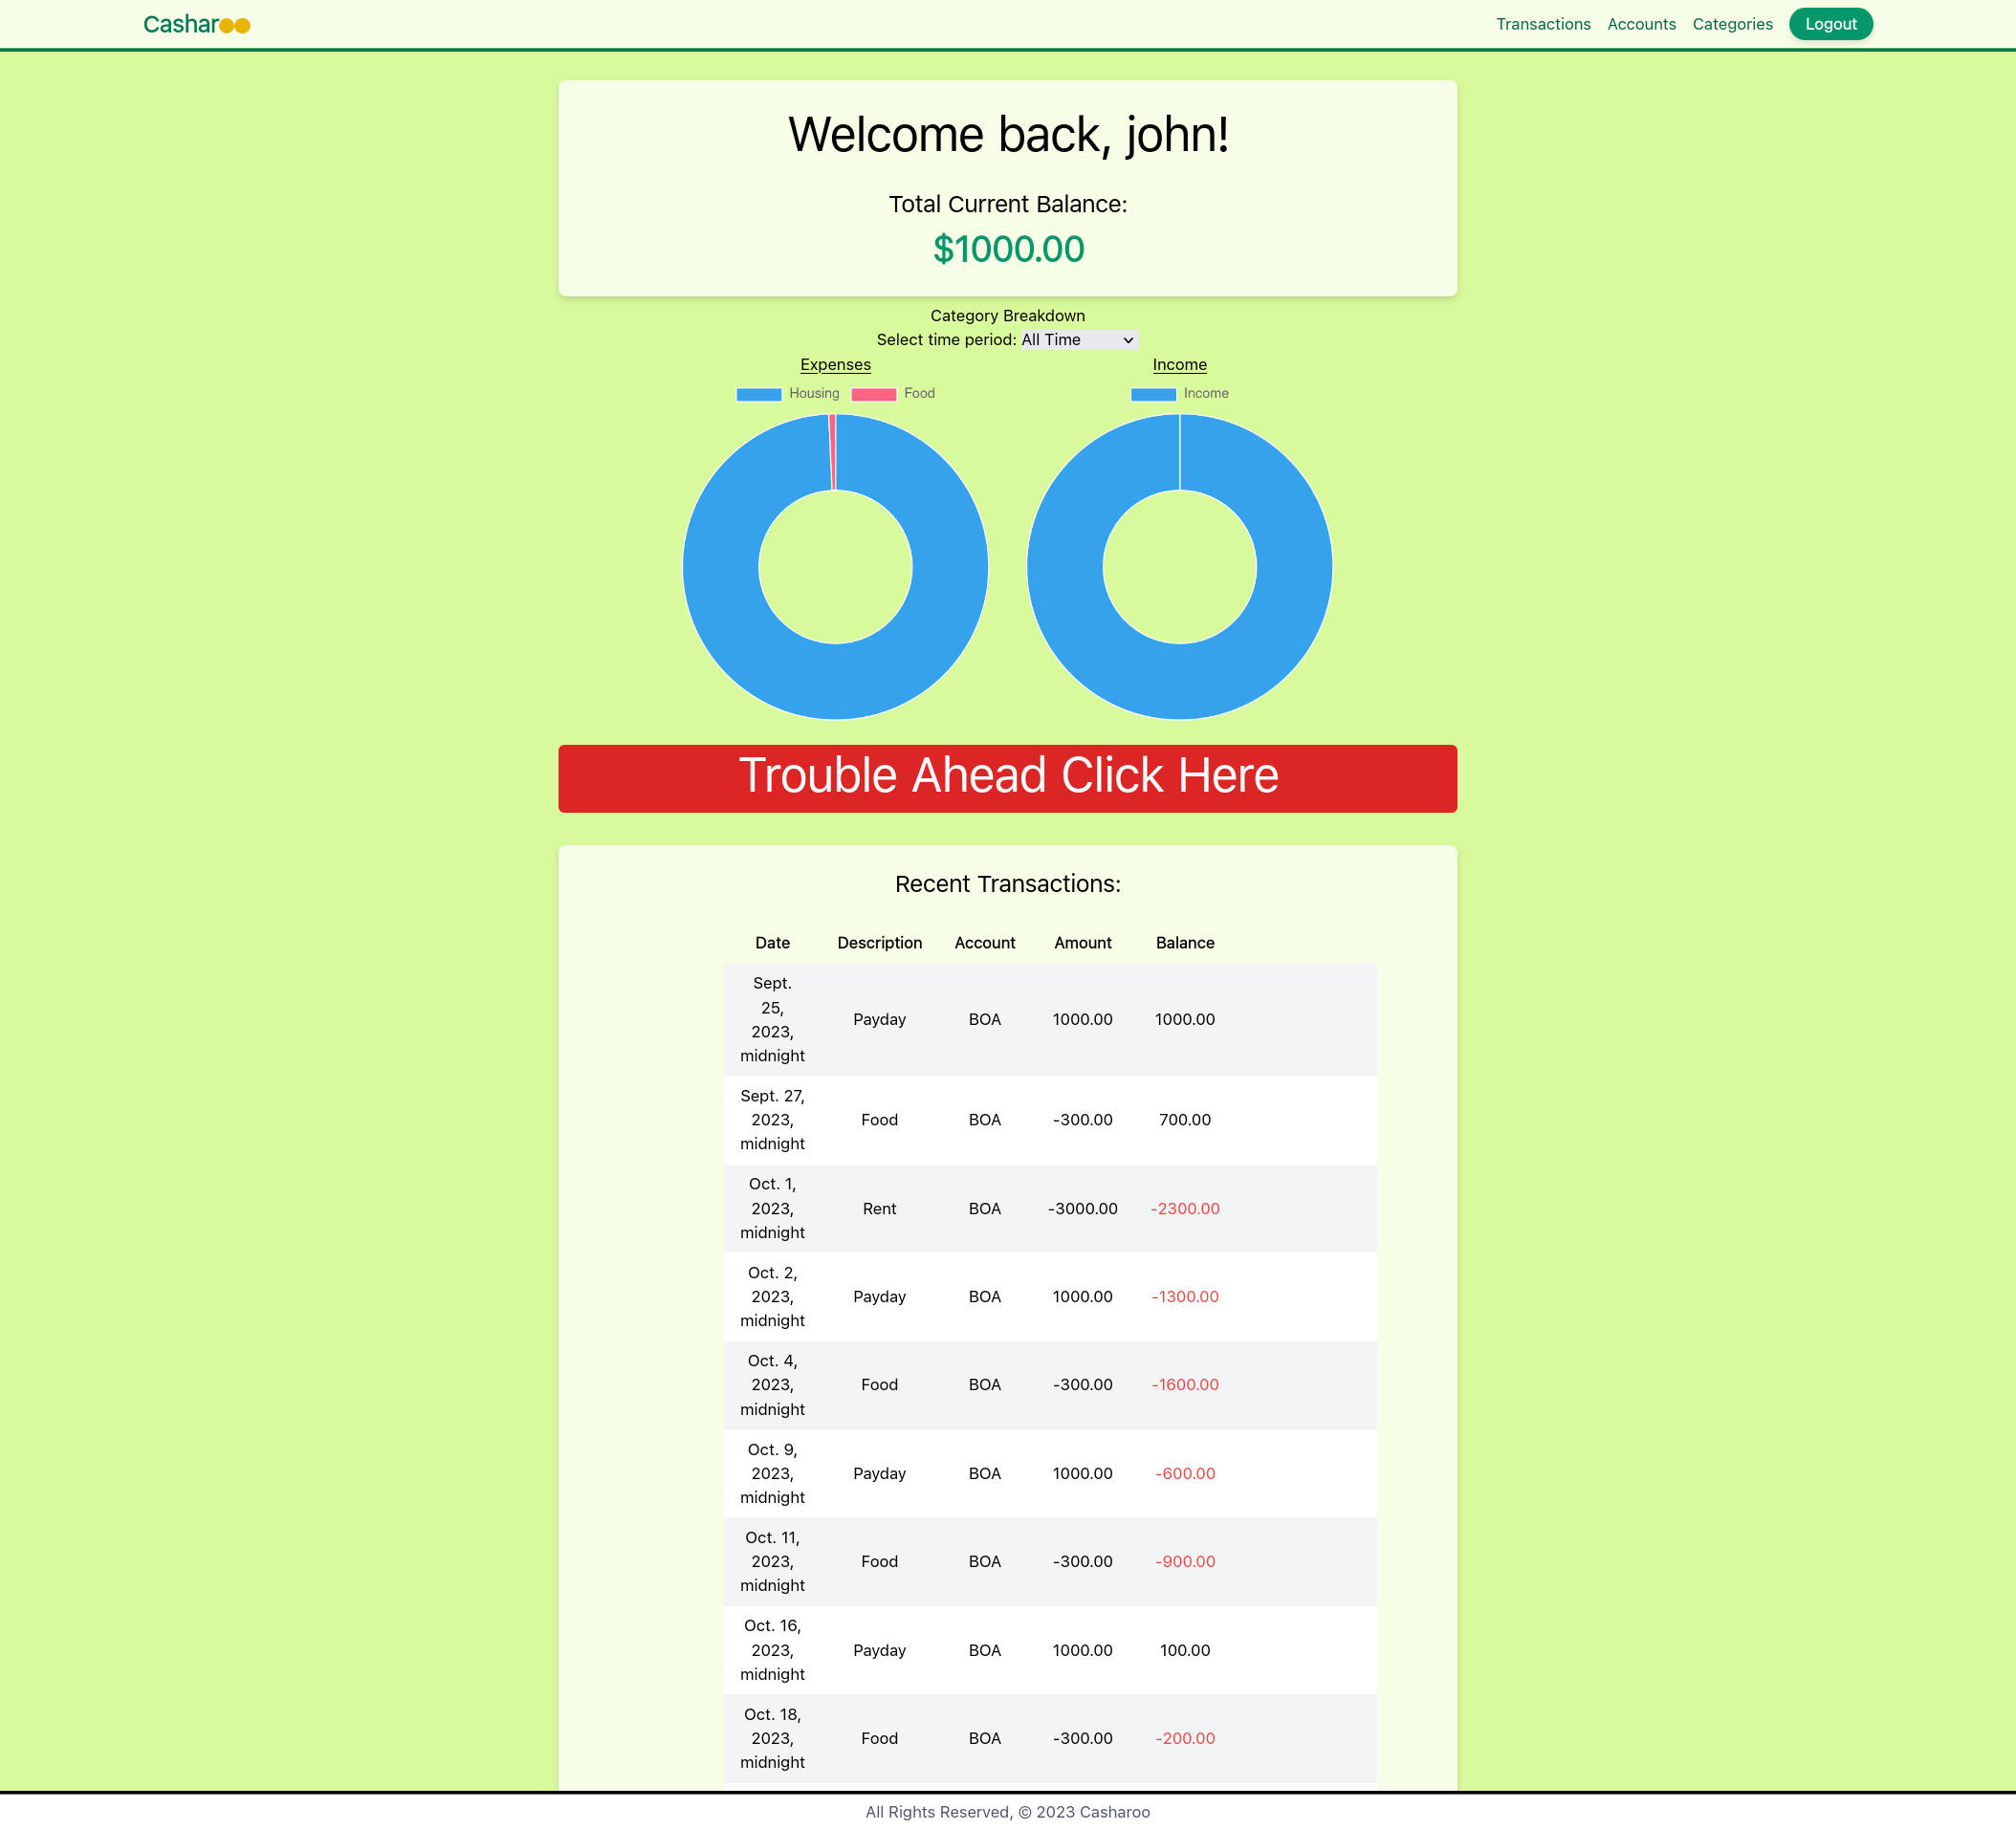 Casharoo Transactions Accounts Categories Logout
Welcome back, john!
Total Current Balance:
$1000.00
Category Breakdown
Select time period: All Time
Expenses Income
Housing Food Income
Trouble Ahead Click Here
Recent Transactions:
Date Description Account Amount Balance
Sept.
25,
2023,
midnight Payday BOA 1000.00 1000.00
Sept. 27,
2023,
midnight Food BOA -300.00 700.00
Oct. 1,
2023,
midnight Rent BOA -3000.00 -2300.00
Oct. 2,
2023,
midnight Payday BOA 1000.00 -1300.00
Oct. 4,
2023,
midnight Food BOA -300.00 -1600.00
Oct. 9,
2023,
midnight Payday BOA 1000.00 -600.00
Oct. 11,
2023,
midnight Food BOA -300.00 -900.00
Oct. 16,
2023,
midnight Payday BOA 1000.00 100.00
Oct. 18,
2023,
midnight Food BOA -300.00 -200.00
All Rights Reserved, © 2023 Casharoo